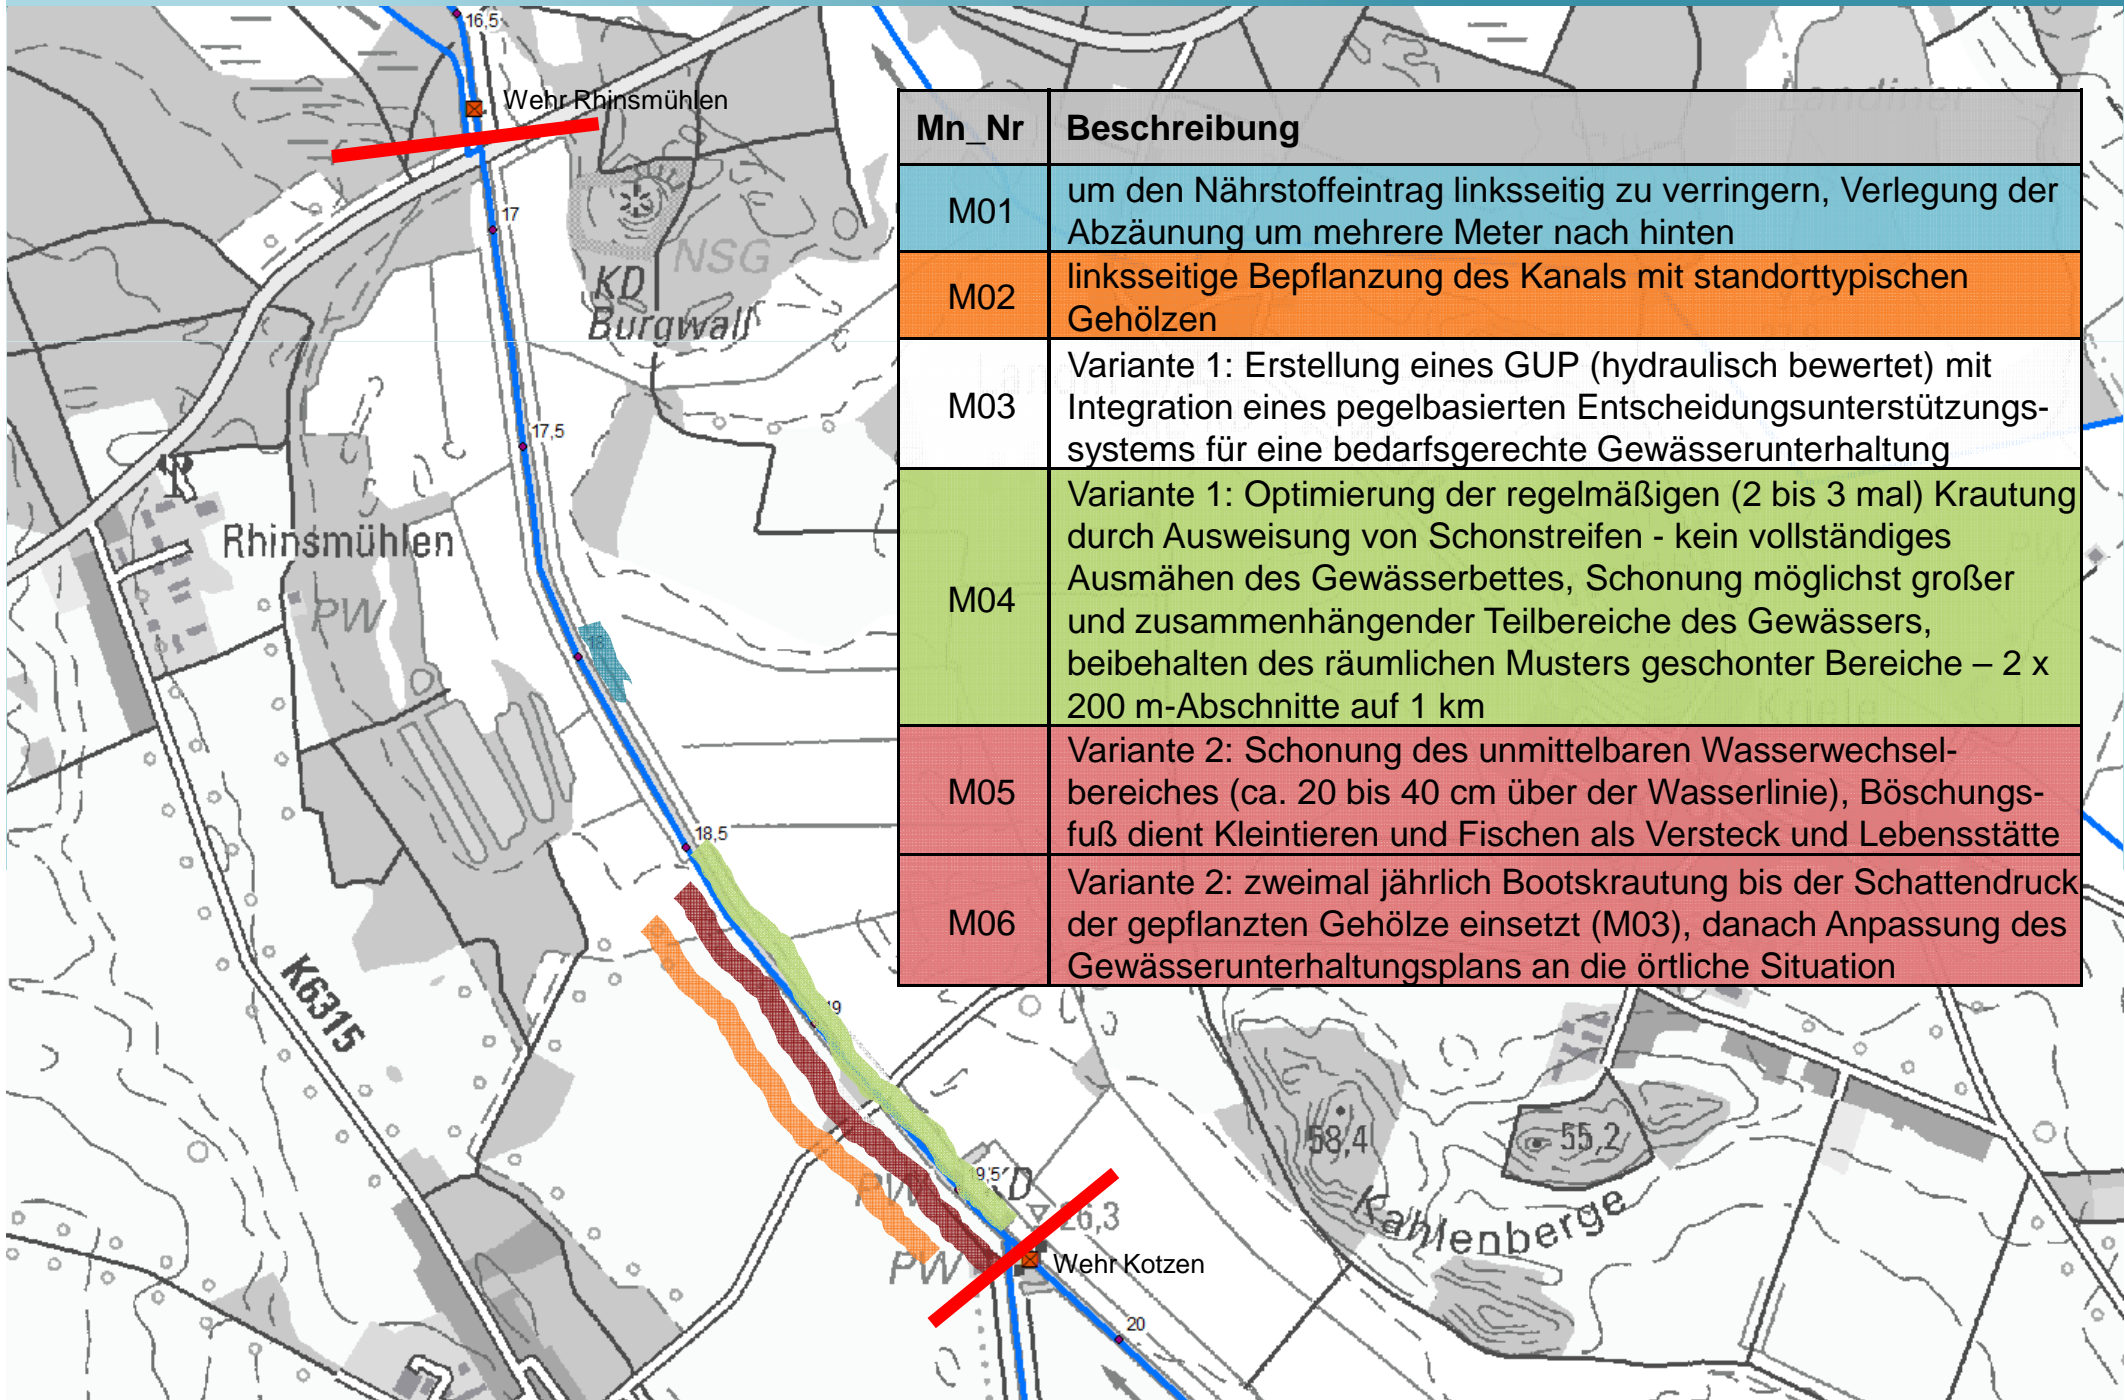 16,5
Wehr Rhinsmühlen
17
NSG
KD
Burgwall
17,5
Rhinsmühlen
PW
18
18,5
K6315
19
19,5
KD
26,3
PW
PW
Wehr Kotzen
20
58,4
55,2
Kahlenberge
Landiner
PW
Kriele
Mn_Nr Beschreibung
M01 um den Nährstoffeintrag linksseitig zu verringern, Verlegung der
Abzäunung um mehrere Meter nach hinten
M02 linksseitige Bepflanzung des Kanals mit standorttypischen
Gehölzen
M03 Variante 1: Erstellung eines GUP (hydraulisch bewertet) mit
Integration eines pegelbasierten Entscheidungsunterstützungs-
systems für eine bedarfsgerechte Gewässerunterhaltung
M04 Variante 1: Optimierung der regelmäßigen (2 bis 3 mal) Krautung
durch Ausweisung von Schonstreifen - kein vollständiges
Ausmähen des Gewässerbettes, Schonung möglichst großer
und zusammenhängender Teilbereiche des Gewässers,
beibehalten des räumlichen Musters geschonter Bereiche – 2 x
200 m-Abschnitte auf 1 km
M05 Variante 2: Schonung des unmittelbaren Wasserwechsel-
bereiches (ca. 20 bis 40 cm über der Wasserlinie), Böschungs-
fuß dient Kleintieren und Fischen als Versteck und Lebensstätte
M06 Variante 2: zweimal jährlich Bootskrautung bis der Schattendruck
der gepflanzten Gehölze einsetzt (M03), danach Anpassung des
Gewässerunterhaltungsplans an die örtliche Situation